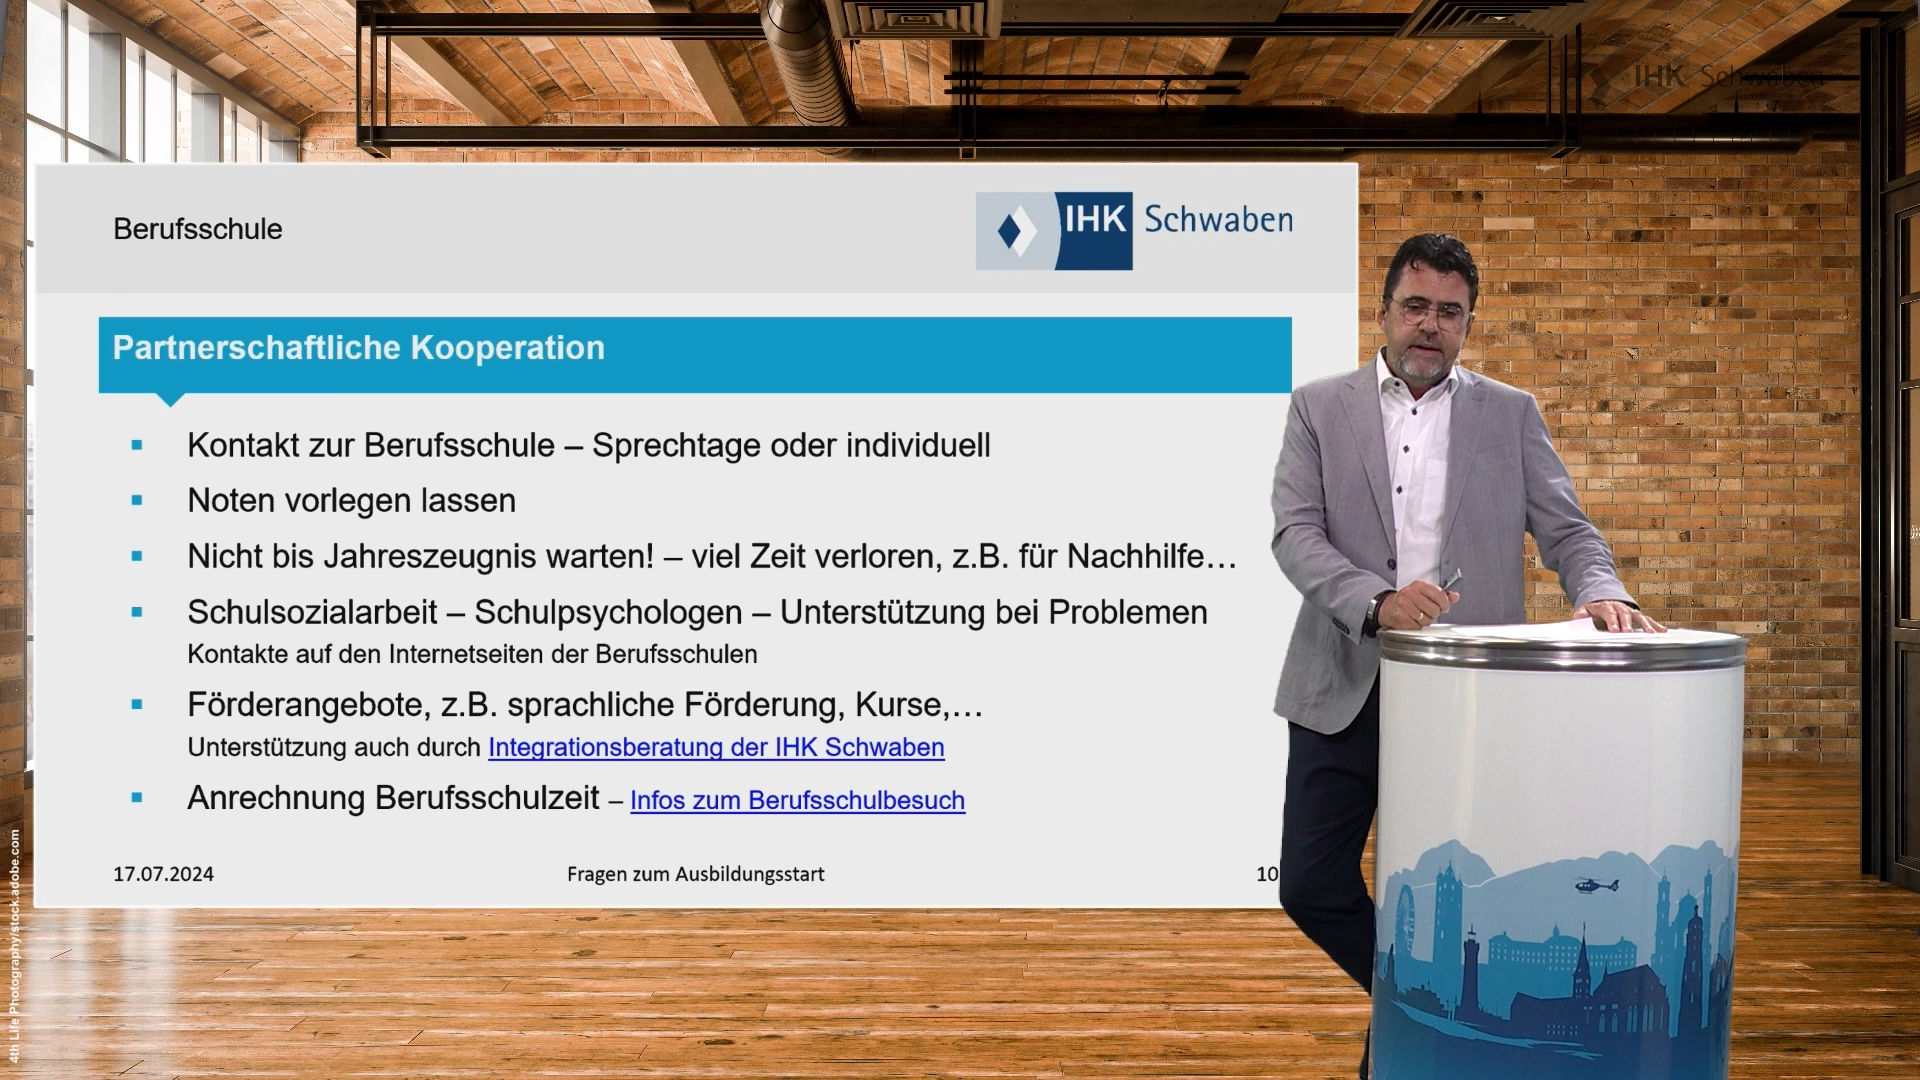 IHK Schwaben
Berufsschule
IHK Schwaben
Partnerschaftliche Kooperation
▪ Kontakt zur Berufsschule – Sprechtage oder individuell
▪ Noten vorlegen lassen
▪ Nicht bis Jahreszeugnis warten! – viel Zeit verloren, z.B. für Nachhilfe…
▪ Schulsozialarbeit – Schulpsychologen – Unterstützung bei Problemen
Kontakte auf den Internetseiten der Berufsschulen
▪ Förderangebote, z.B. sprachliche Förderung, Kurse,…
Unterstützung auch durch Integrationsberatung der IHK Schwaben
▪ Anrechnung Berufsschulzeit – Infos zum Berufsschulbesuch
17.07.2024 Fragen zum Ausbildungsstart 10
4th Life Photography/stock.adobe.com